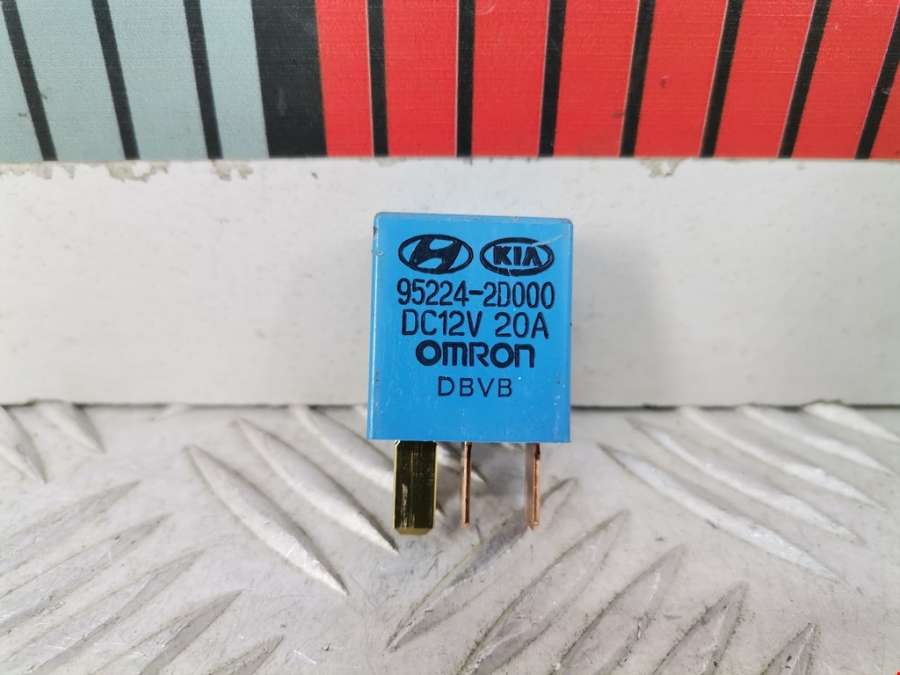 KIA
95224-2D000
DC12V 20A
OMRON
DBVB